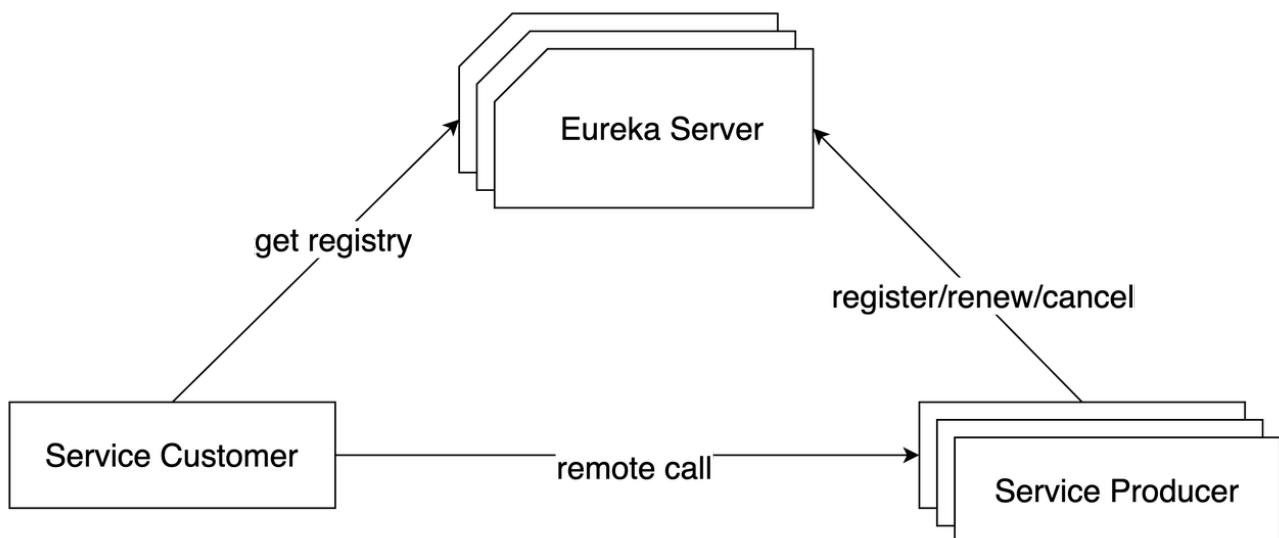 Eureka Server
get registry
register/renew/cancel
Service Customer
remote call
Service Producer